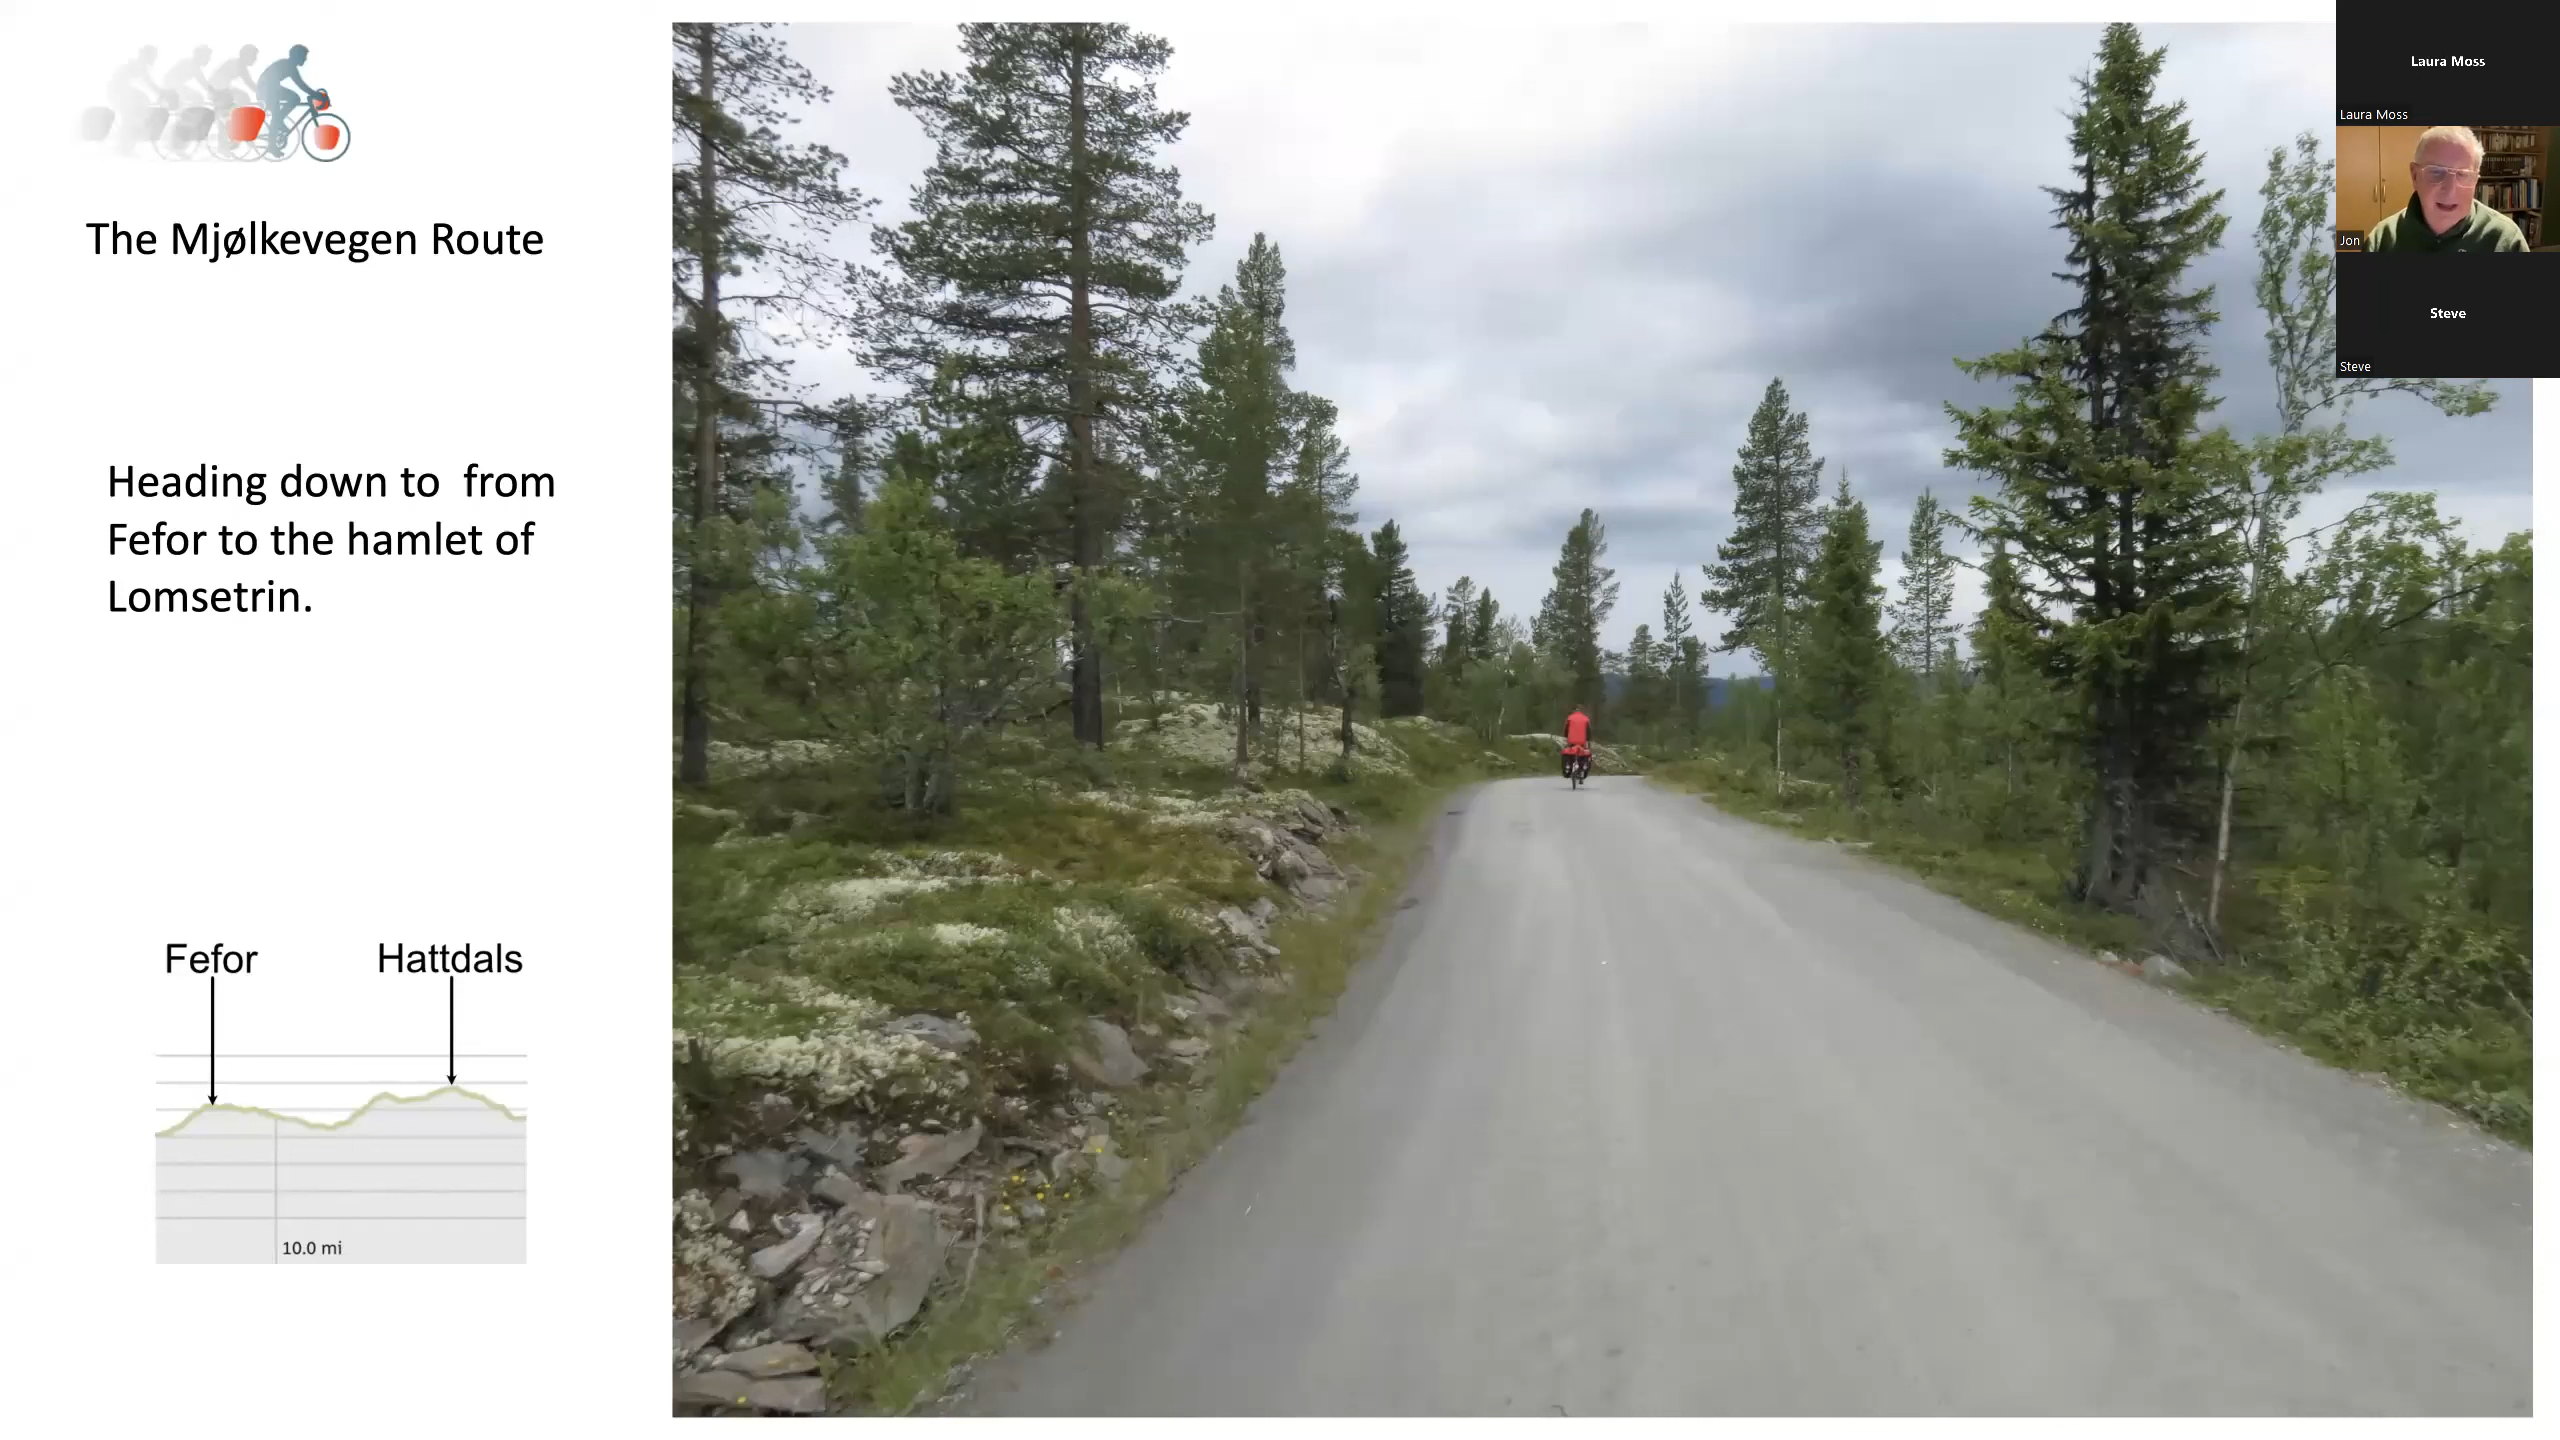 The Mjølkevegen Route
Heading down to  from
Fefor to the hamlet of
Lomsetrin.
Fefor
Hattdals
10.0 mi
Laura Moss
Laura Moss
Jon
Steve
Steve